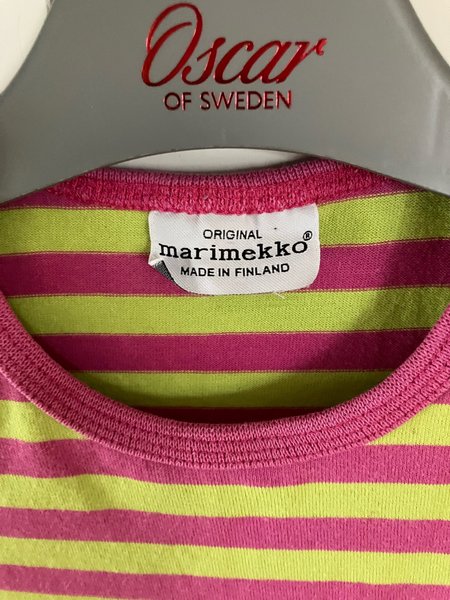 Oscar
OF SWEDEN
ORIGINAL
marimekko®
MADE IN FINLAND